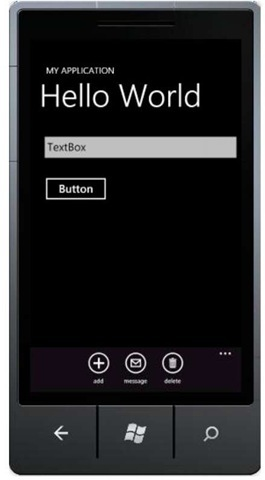 MY APPLICATION
Hello World
TextBox
Button
...
add
message
delete